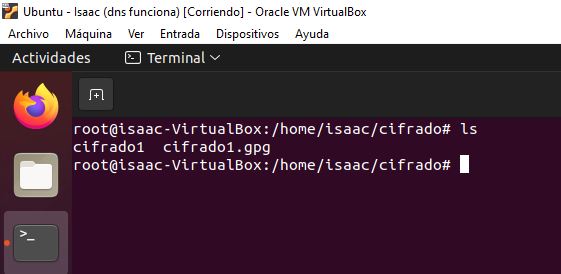 Ubuntu - Isaac (dns funciona) [Corriendo] - Oracle VM VirtualBox
Archivo Máquina Ver Entrada Dispositivos Ayuda
Actividades Terminal
root@isaac-VirtualBox:/home/isaac/cifrado# ls
cifrado1  cifrado1.gpg
root@isaac-VirtualBox:/home/isaac/cifrado#